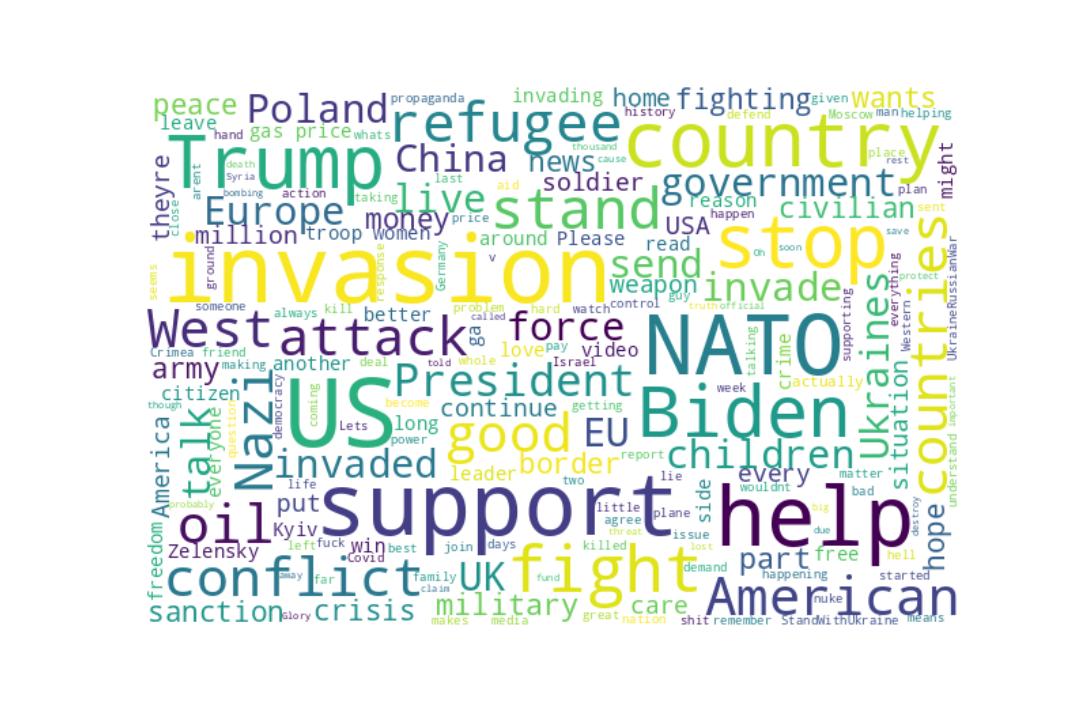 peace Poland propaganda invading home fighting given wants
leave hand gas price whats refugee history country defend Moscow man helping
Trump China news thousand cause place rest might
theyre arent death Syria bombing action taking last live aid soldier government plan
close Europe money price stand reason USA happen civilian sent
million troop women around Please read stop soon save
seems ground invasion response Germany v send Oh protect
weapon invade everything UkraineRussianWar
someone always kill better problem called hard watch control guy truth official
West attack ga force NATO supporting Western Ukraines countries
Crimea friend making another deal told whole love pay video Israel talking crime
army citizen democracy coming US President become week actually
though talk everyone question Nazi Lets continue getting Biden situation important
America long power good EU children understand
invaded leader border report every matter
probably life two lie wouldnt bad
oil put support little plane side help destroy hope
Kyiv agree issue big due
Zelensky left fuck win Covid best join days threat killed lost part free hell
freedom conflict away far family claim UK fight fund demand happening started
sanction Glory crisis military care American nuke
makes media great nation shit remember StandWithUkraine means